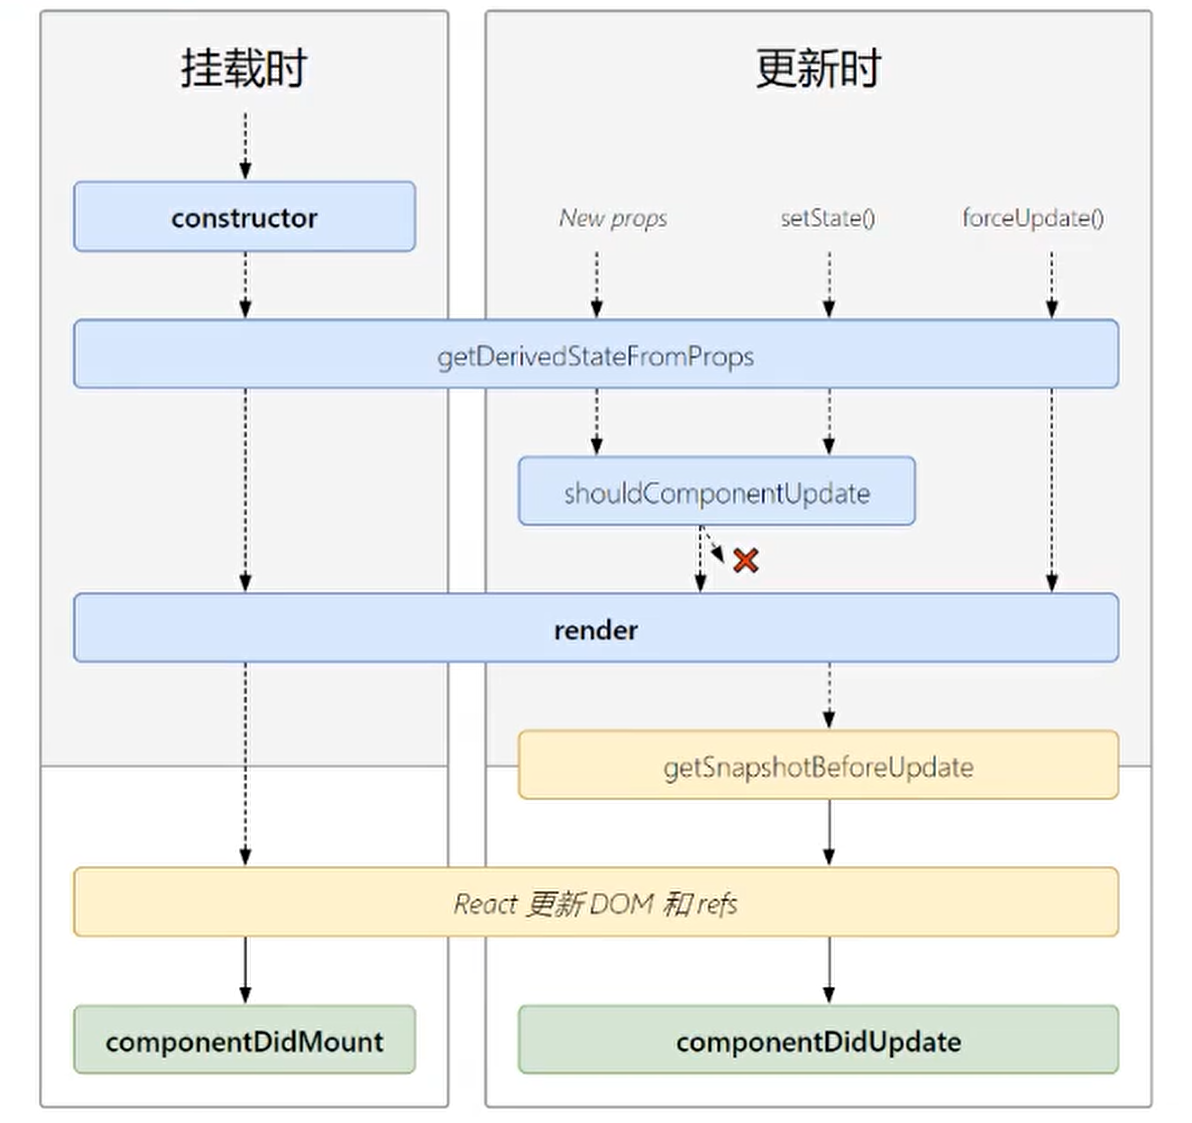 挂载时
更新时
constructor
New props
setState()
forceUpdate()
getDerivedStateFromProps
shouldComponentUpdate
render
getSnapshotBeforeUpdate
React 更新 DOM 和 refs
componentDidMount
componentDidUpdate